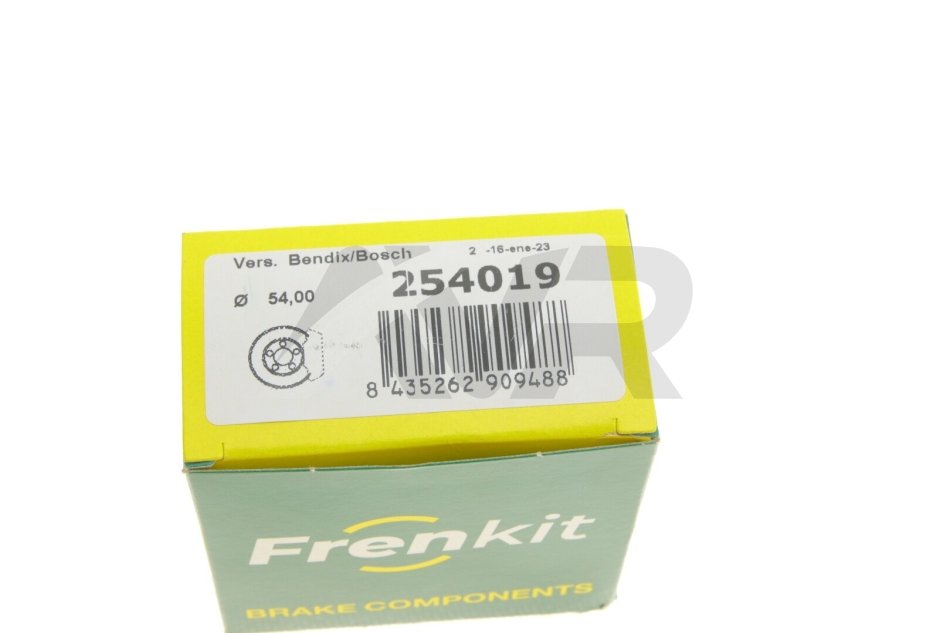 Vers. Bendix/Bosch 2 -16-ene-23
254019
Ø 54,00
8 435262 909488
Frenkit
BRAKE COMPONENTS